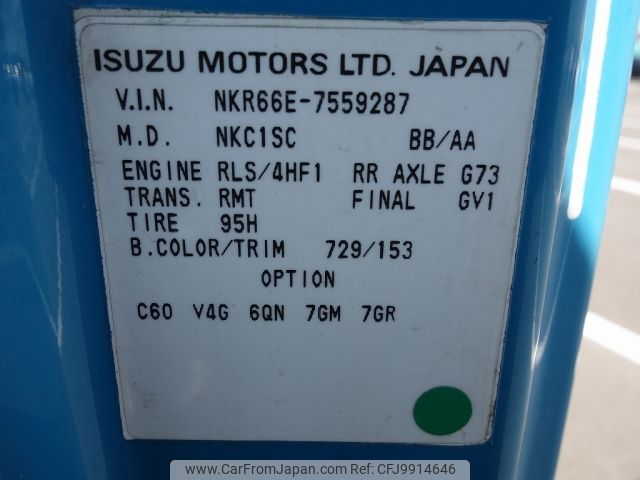 ISUZU MOTORS LTD. JAPAN
V.I.N. NKR66E-7559287
M.D. NKC1SC BB/AA
ENGINE RLS/4HF1 RR AXLE G73
TRANS. RMT FINAL GV1
TIRE 95H
B.COLOR/TRIM 729/153
OPTION
C60 V4G 6QN 7GM 7GR
www.CarFromJapan.com-ref:CFJ9914646